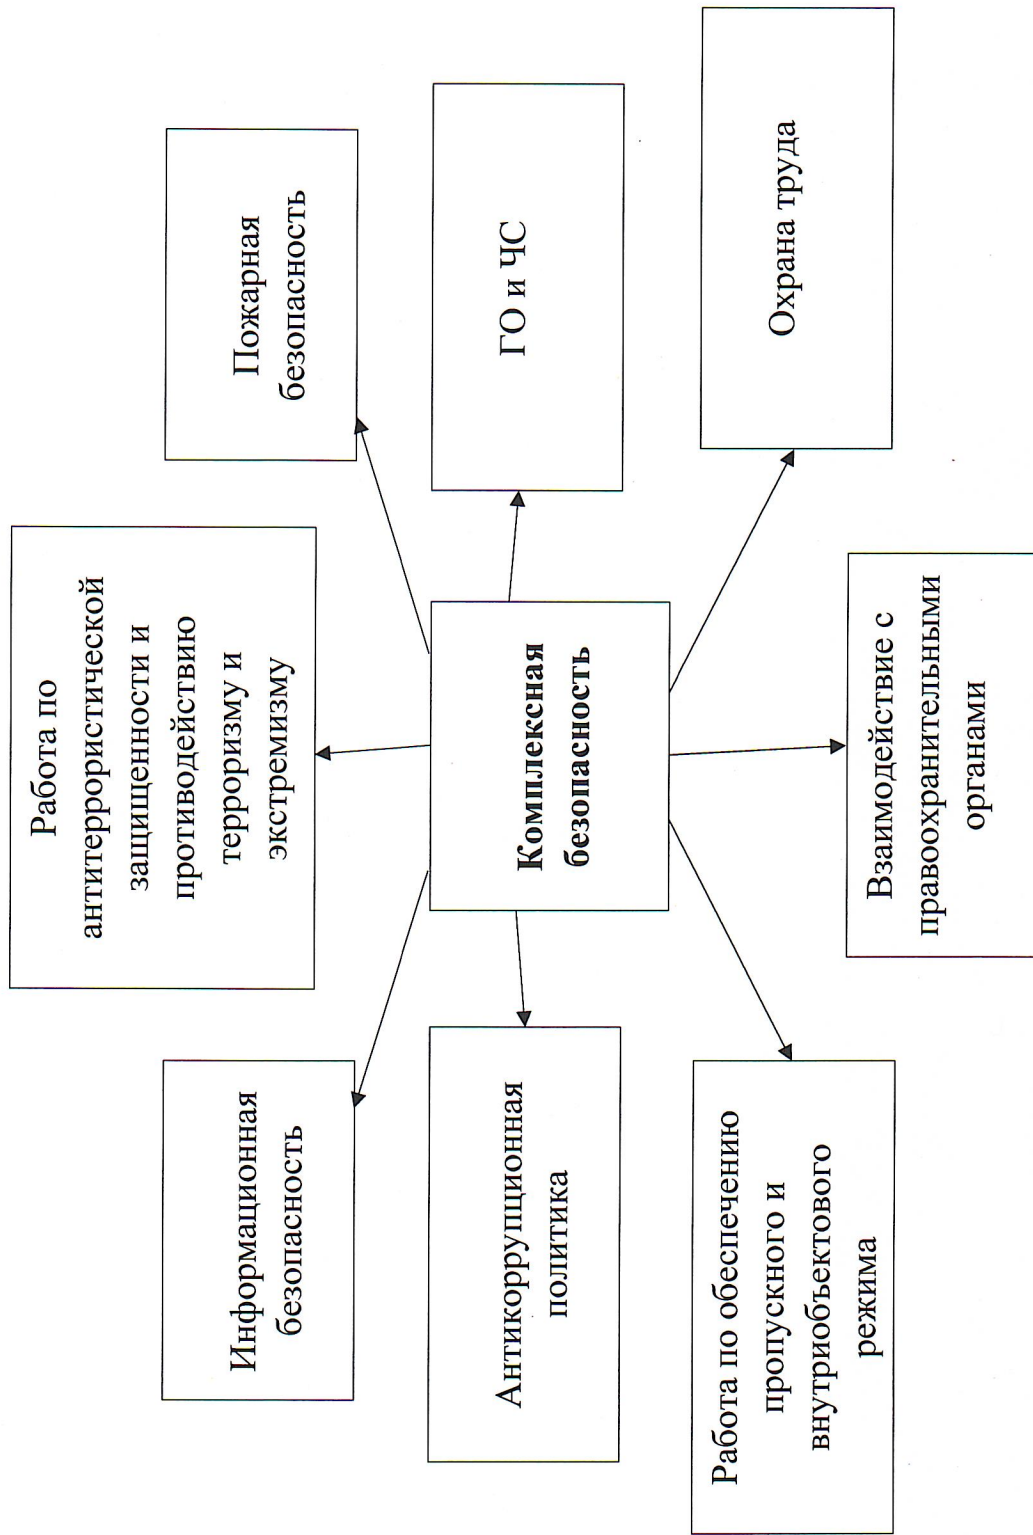 Работа по
антитеррористической
защищенности и
противодействию
терроризму и
экстремизму
Информационная
безопасность
Пожарная
безопасность
Антикоррупционная
политика
Комплексная
безопасность
ГО и ЧС
Работа по обеспечению
пропускного и
внутриобъектового
режима
Взаимодействие с
правоохранительными
органами
Охрана труда